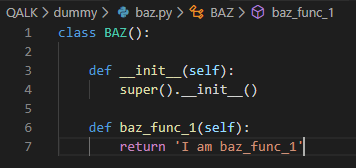 QALK > dummy > baz.py > BAZ > baz_func_1
1 class BAZ():
2
3     def __init__(self):
4         super().__init__()
5
6     def baz_func_1(self):
7         return 'I am baz_func_1'